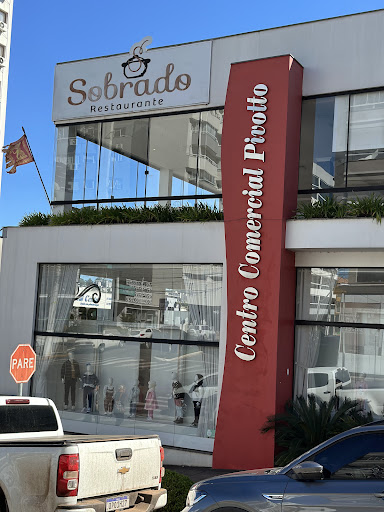 Sobrado
Restaurante
Centro Comercial Pivotto
PARE